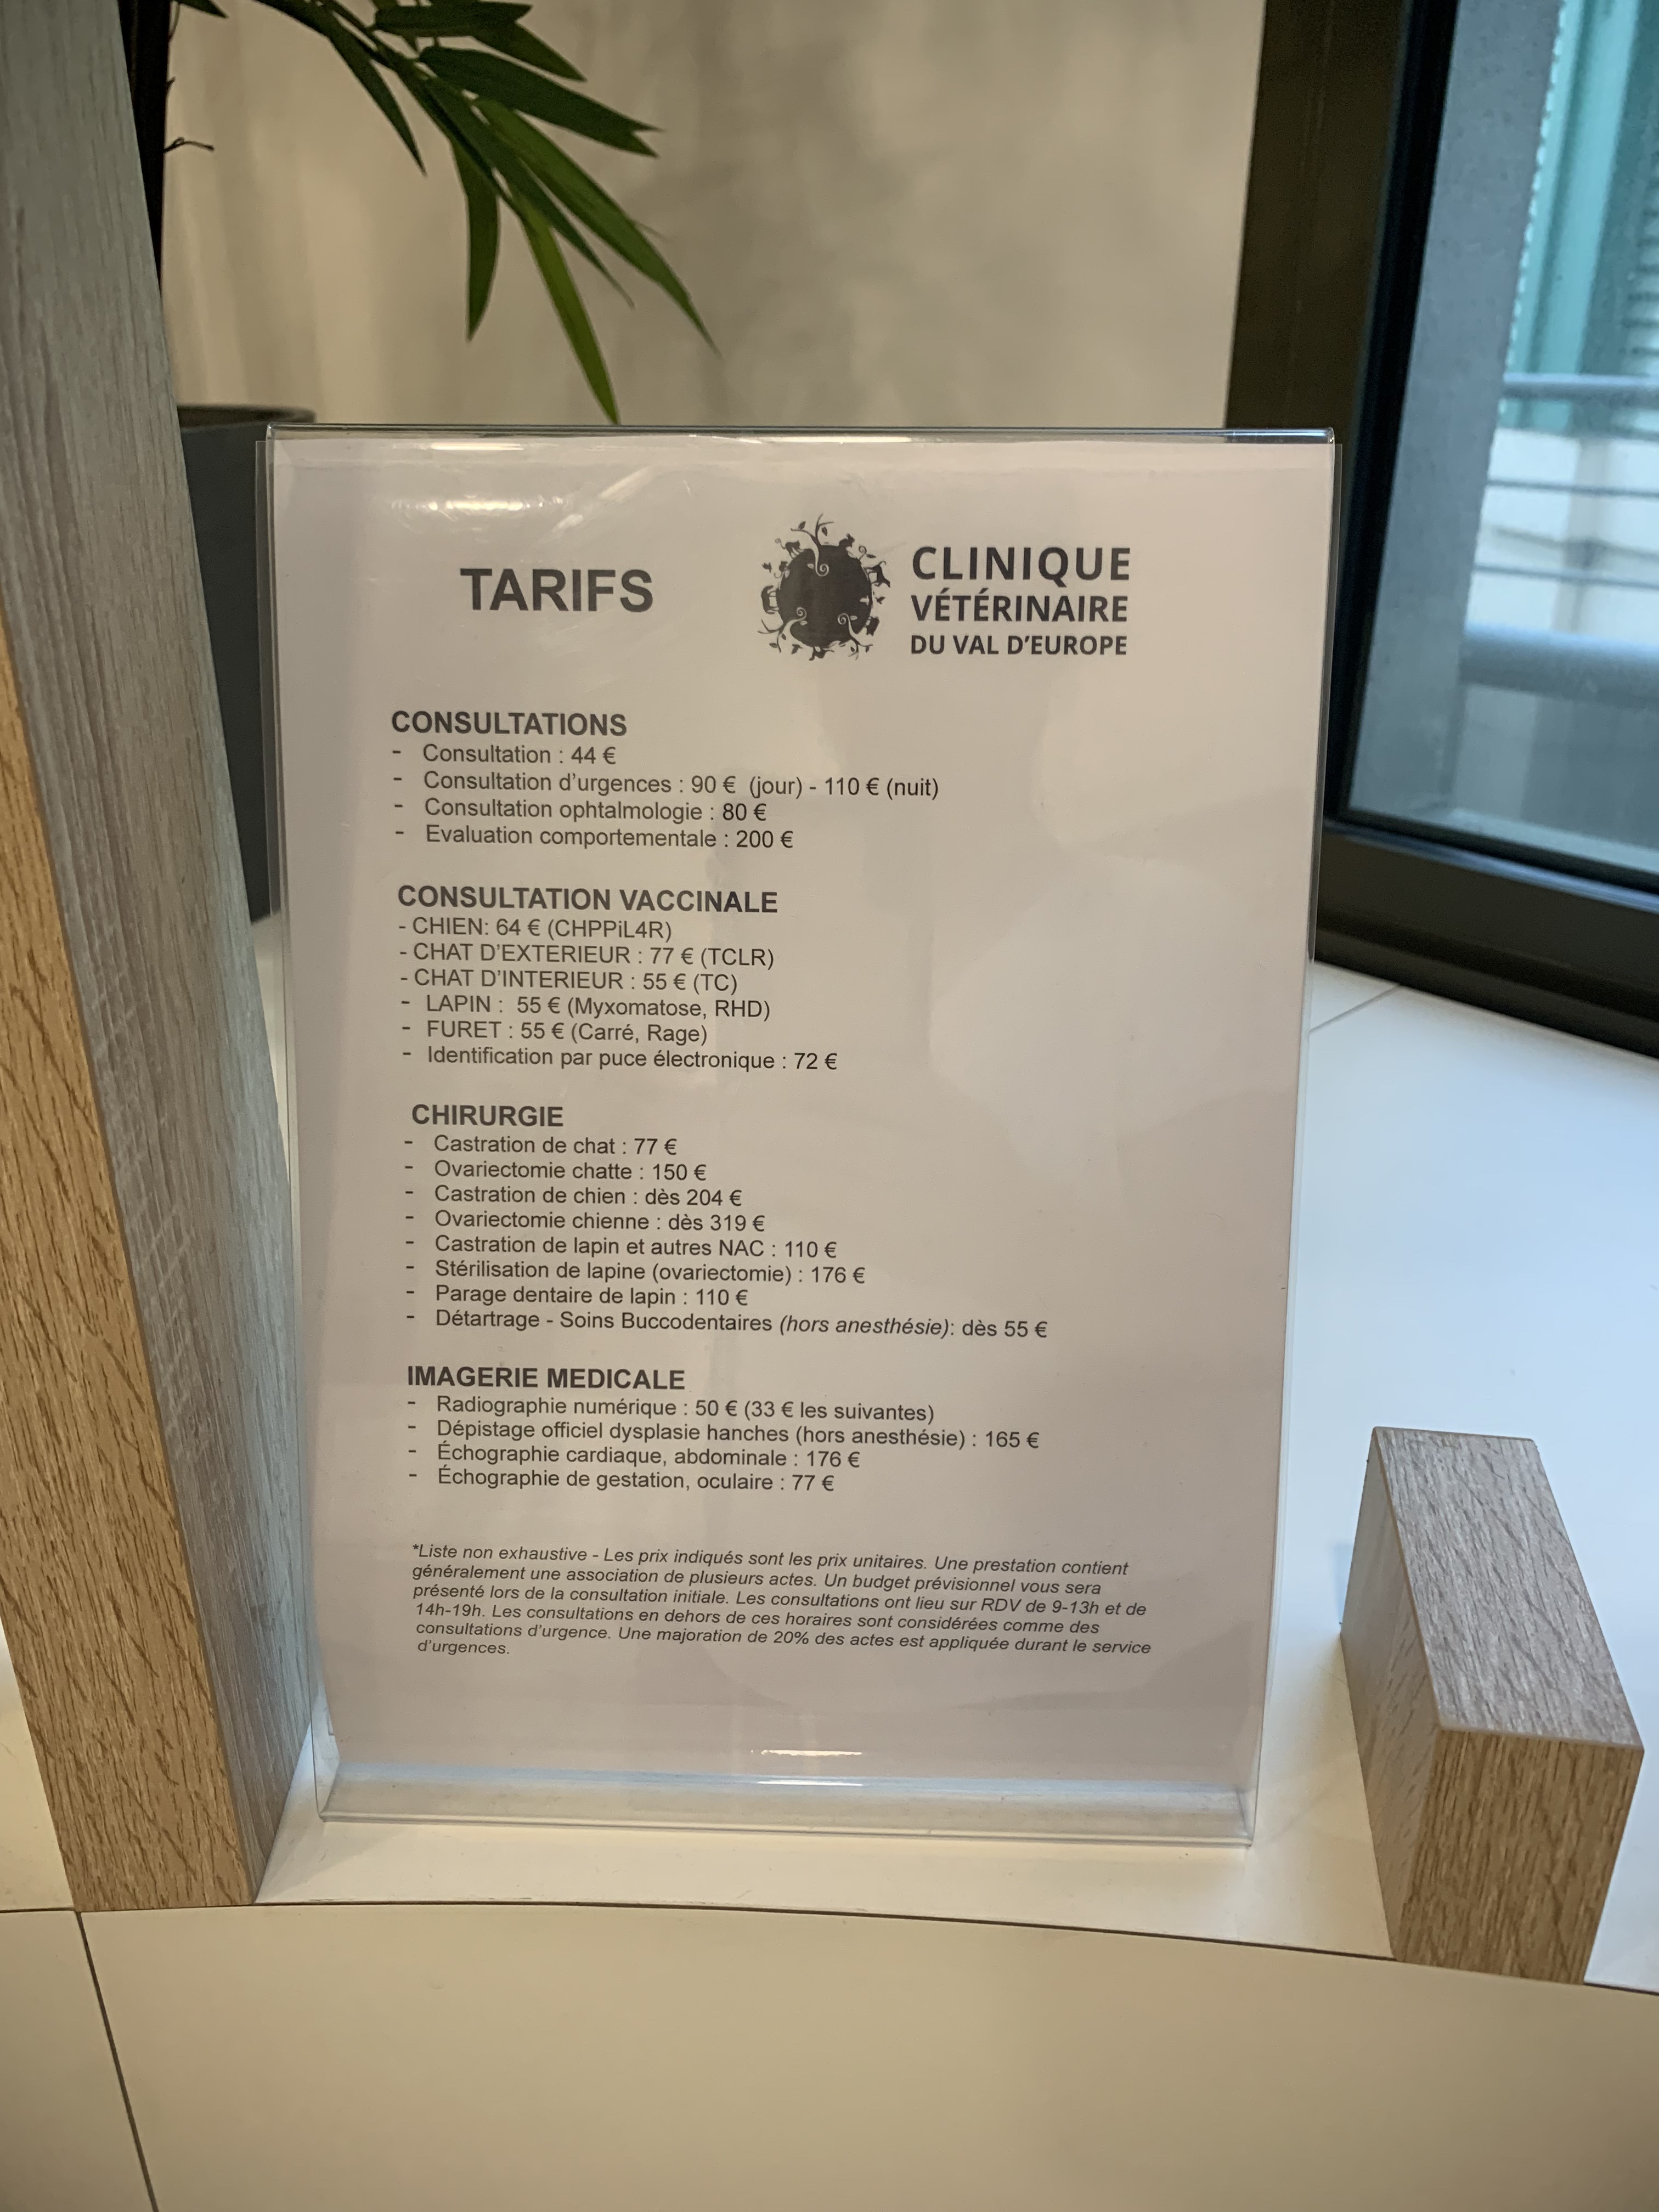 TARIFS
CLINIQUE
VÉTÉRINAIRE
DU VAL D'EUROPE
CONSULTATIONS
- Consultation : 44 €
- Consultation d'urgences : 90 € (jour) - 110 € (nuit)
- Consultation ophtalmologie : 80 €
- Evaluation comportementale : 200 €
CONSULTATION VACCINALE
- CHIEN: 64 € (CHPPiL4R)
- CHAT D'EXTERIEUR : 77 € (TCLR)
- CHAT D'INTERIEUR : 55 € (TC)
- LAPIN : 55 € (Myxomatose, RHD)
- FURET : 55 € (Carré, Rage)
- Identification par puce électronique : 72 €
CHIRURGIE
- Castration de chat : 77 €
- Ovariectomie chatte : 150 €
- Castration de chien : dès 204 €
- Ovariectomie chienne : dès 319 €
- Castration de lapin et autres NAC : 110 €
- Stérilisation de lapine (ovariectomie) : 176 €
- Parage dentaire de lapin : 110 €
- Détartrage - Soins Buccodentaires (hors anesthésie): dès 55 €
IMAGERIE MEDICALE
- Radiographie numérique : 50 € (33 € les suivantes)
- Dépistage officiel dysplasie hanches (hors anesthésie) : 165 €
- Échographie cardiaque, abdominale : 176 €
- Échographie de gestation, oculaire : 77 €
*Liste non exhaustive - Les prix indiqués sont les prix unitaires. Une prestation contient
généralement une association de plusieurs actes. Un budget prévisionnel vous sera
présenté lors de la consultation initiale. Les consultations ont lieu sur RDV de 9-13h et de
14h-19h. Les consultations en dehors de ces horaires sont considérées comme des
consultations d'urgence. Une majoration de 20% des actes est appliquée durant le service
d'urgences.